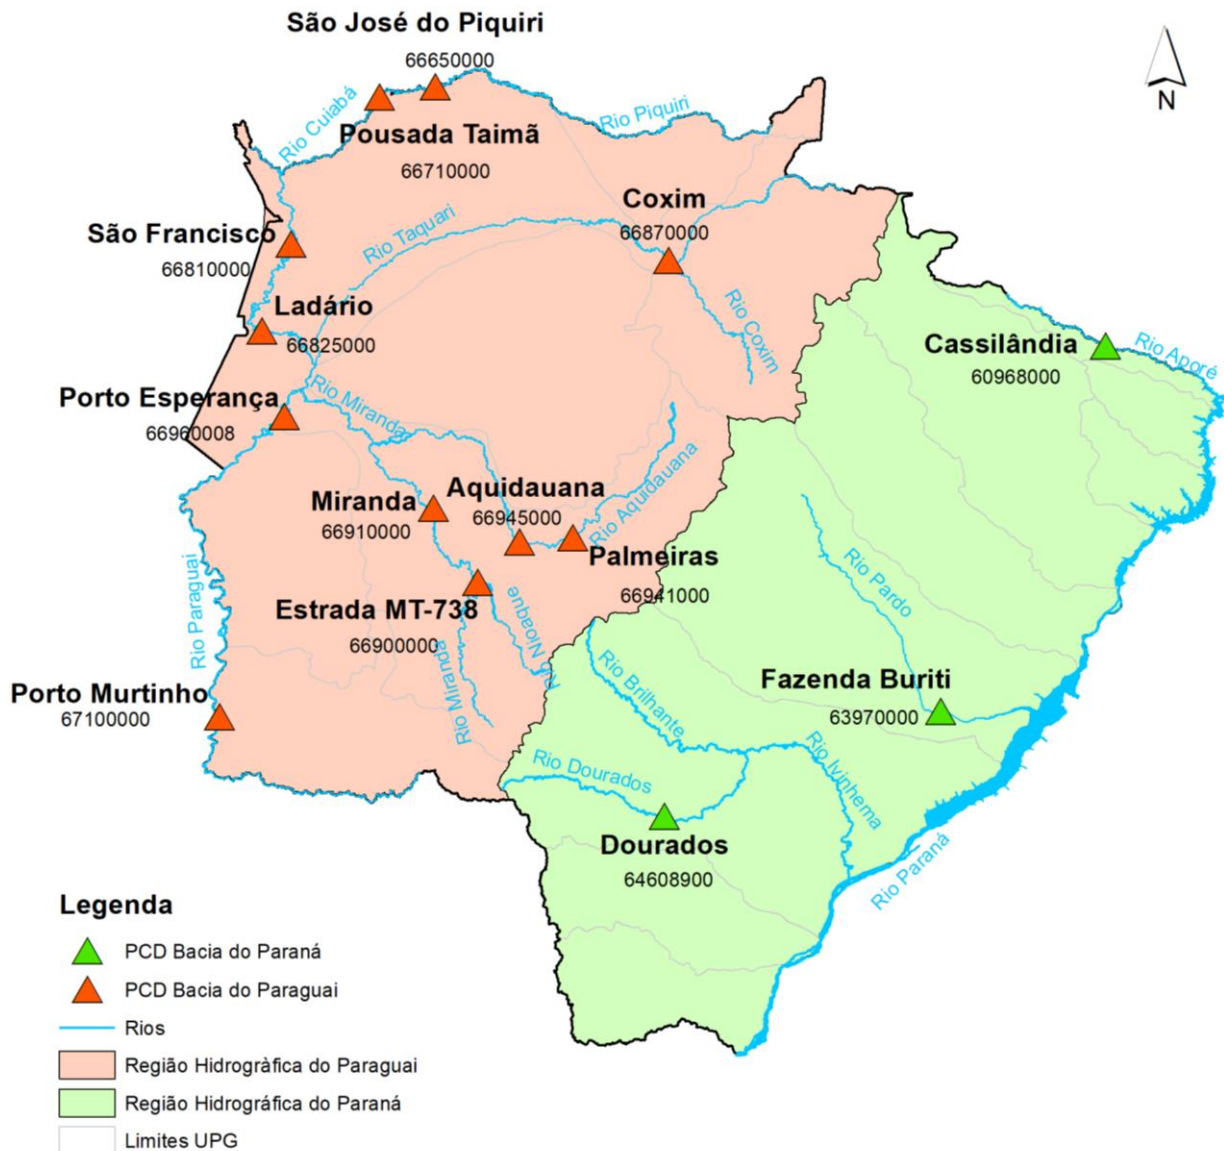 São José do Piquiri
66650000
N
Rio Cuiabá
Rio Piquiri
Pousada Taimã
66710000
Coxim
66870000
São Francisco
66810000
Rio Taquari
Ladário
66825000
Rio Coxim
Cassilândia
60968000
Rio Aporé
Porto Esperança
66960008
Rio Miranda
Miranda
66910000
Aquidauana
66945000
Rio Aquidauana
Palmeiras
66941000
Rio Pardo
Rio Paraguai
Estrada MT-738
66900000
Rio Nioaque
Rio Miranda
Rio Brilhante
Fazenda Buriti
63970000
Porto Murtinho
67100000
Rio Dourados
Rio Ivinhema
Dourados
64608900
Rio Paraná
Legenda
PCD Bacia do Paraná
PCD Bacia do Paraguai
Rios
Região Hidrogràfica do Paraguai
Região Hidrográfica do Paraná
Limites UPG